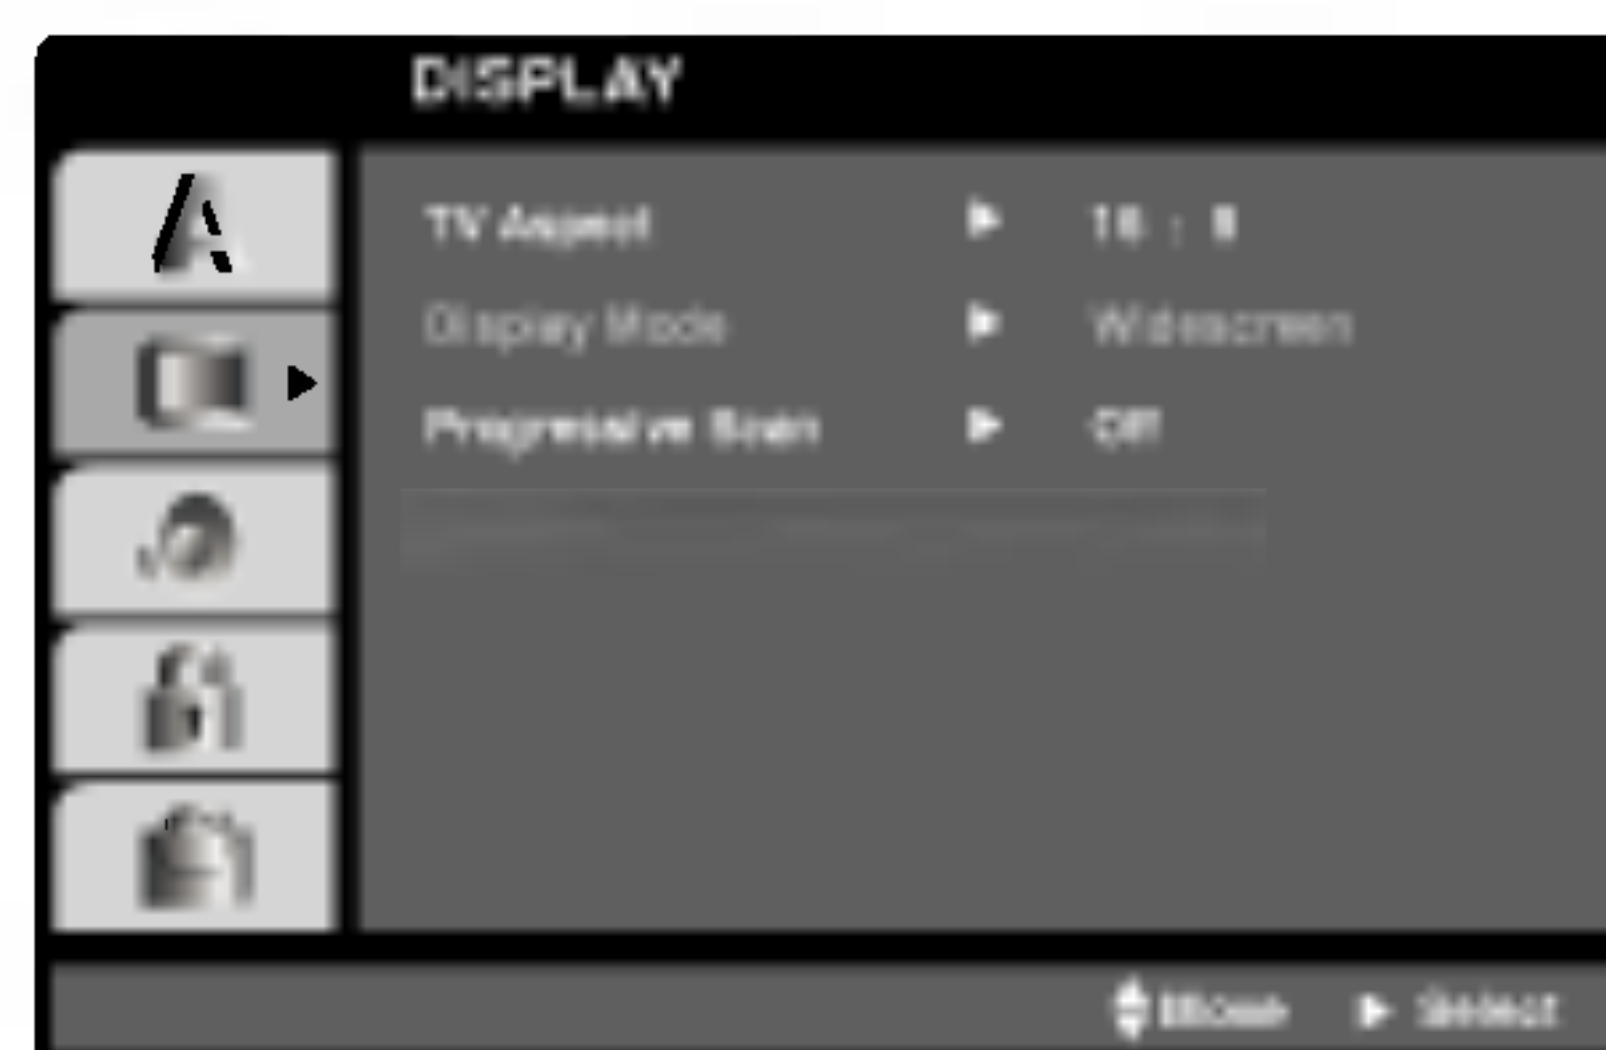 DISPLAY
TV Aspect ► 16 : 9
Display Mode ► Widescreen
Progressive Scan ► Off
Move ► Select